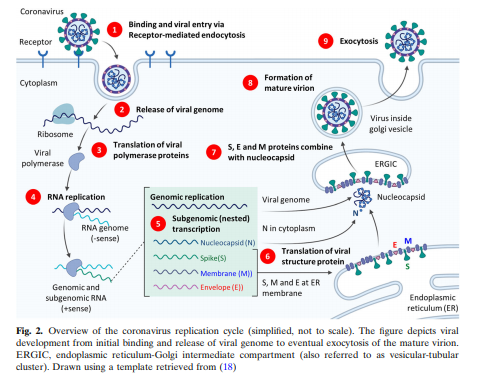 Coronavirus
1 Binding and viral entry via
Receptor-mediated endocytosis
9 Exocytosis
Receptor
Cytoplasm
8 Formation of
mature virion
2 Release of viral genome
Ribosome
Virus inside
golgi vesicle
3 Translation of viral
polymerase proteins
Viral
polymerase
7 S, E and M proteins combine
with nucleocapsid
ERGIC
4 RNA replication
Genomic replication
Viral genome
Nucleocapsid
5 Subgenomic (nested)
transcription
N
RNA genome
(-sense)
Nucleocapsid (N)
N in cytoplasm
Spike(S)
6 Translation of viral
structure protein
E M
S
Membrane (M))
Envelope (E))
S, M and E at ER
membrane
Genomic and
subgenomic RNA
(+sense)
Endoplasmic
reticulum (ER)
Fig. 2. Overview of the coronavirus replication cycle (simplified, not to scale). The figure depicts viral
development from initial binding and release of viral genome to eventual exocytosis of the mature virion.
ERGIC, endoplasmic reticulum-Golgi intermediate compartment (also referred to as vesicular-tubular
cluster). Drawn using a template retrieved from (18)